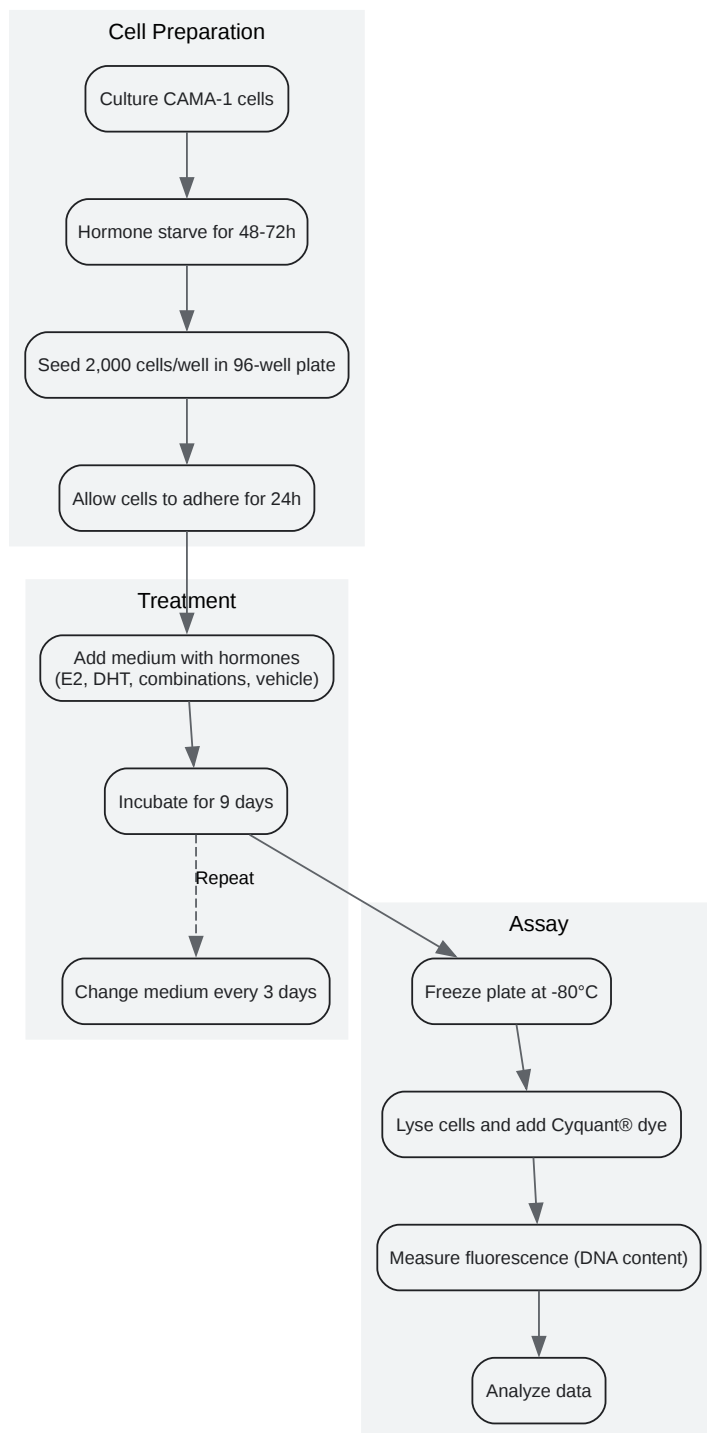 Cell Preparation
Culture CAMA-1 cells
Hormone starve for 48-72h
Seed 2,000 cells/well in 96-well plate
Allow cells to adhere for 24h
Treatment
Add medium with hormones
(E2, DHT, combinations, vehicle)
Incubate for 9 days
Repeat
Change medium every 3 days
Assay
Freeze plate at -80°C
Lyse cells and add Cyquant® dye
Measure fluorescence (DNA content)
Analyze data